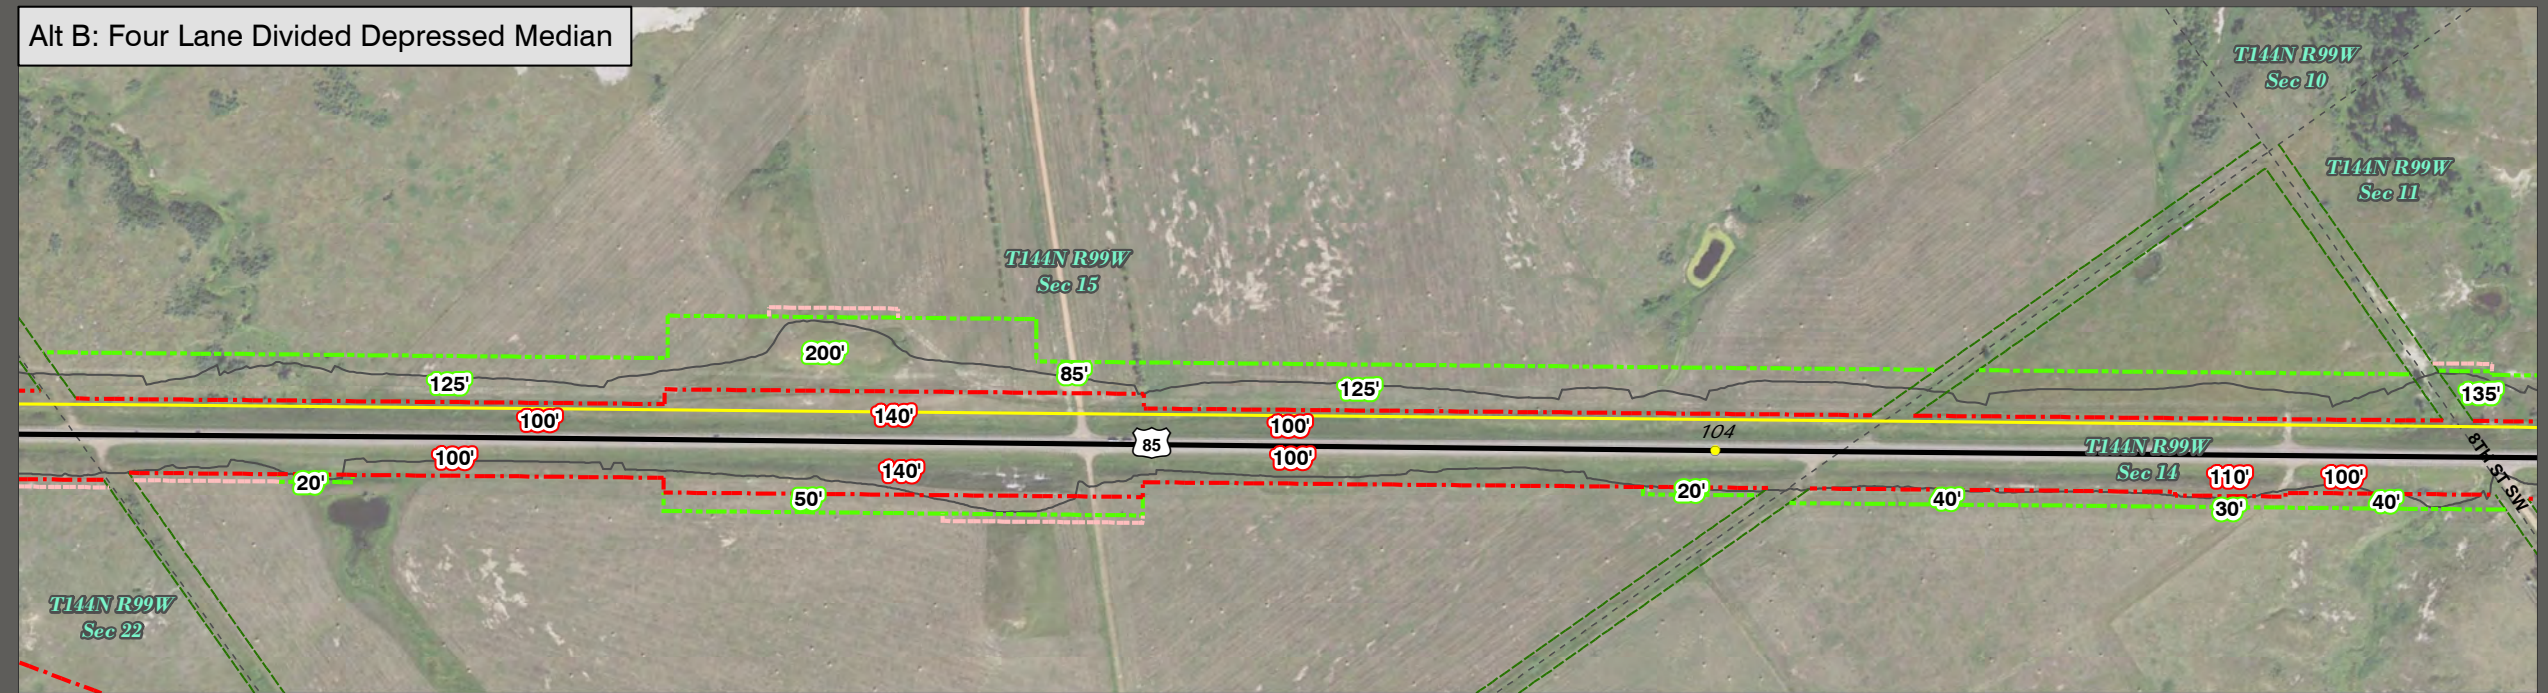 Alt B: Four Lane Divided Depressed Median
T144N R99W
Sec 10
T144N R99W
Sec 11
T144N R99W
Sec 15
200'
125'
85'
125'
135'
100'
140'
100'
104
85
8TH ST SW
T144N R99W
Sec 14
100'
140'
100'
110'
100'
20'
50'
20'
40'
30'
40'
T144N R99W
Sec 22